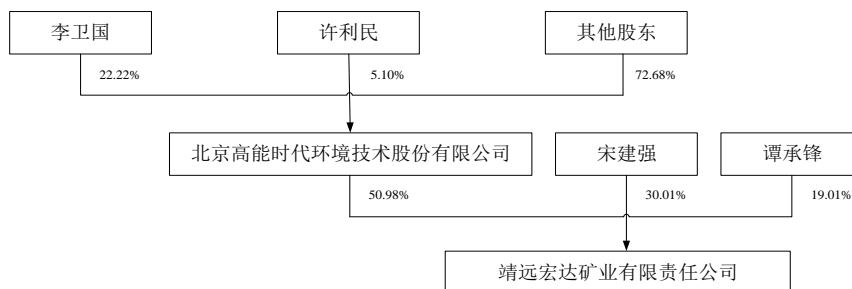 李卫国
许利民
其他股东
22.22%
5.10%
72.68%
北京高能时代环境技术股份有限公司
宋建强
谭承锋
50.98%
30.01%
19.01%
靖远宏达矿业有限责任公司